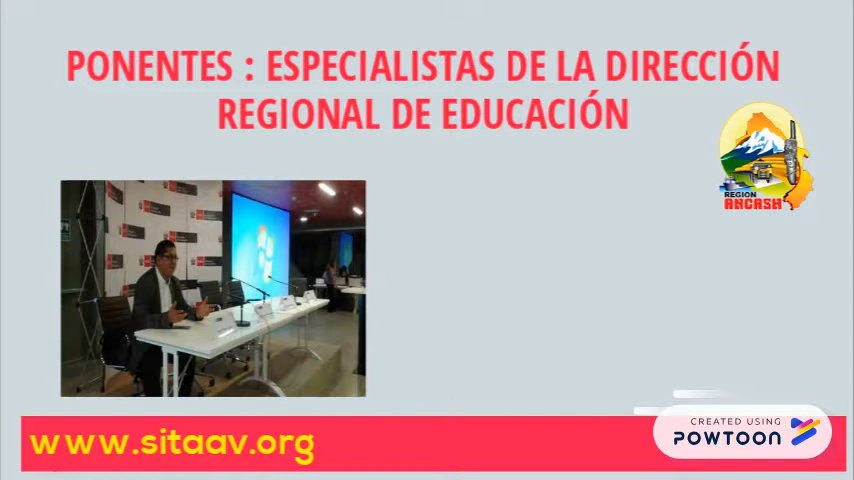 PONENTES : ESPECIALISTAS DE LA DIRECCIÓN
REGIONAL DE EDUCACIÓN
REGION
ANCASH
www.sitaav.org
CREATED USING
POWTOON